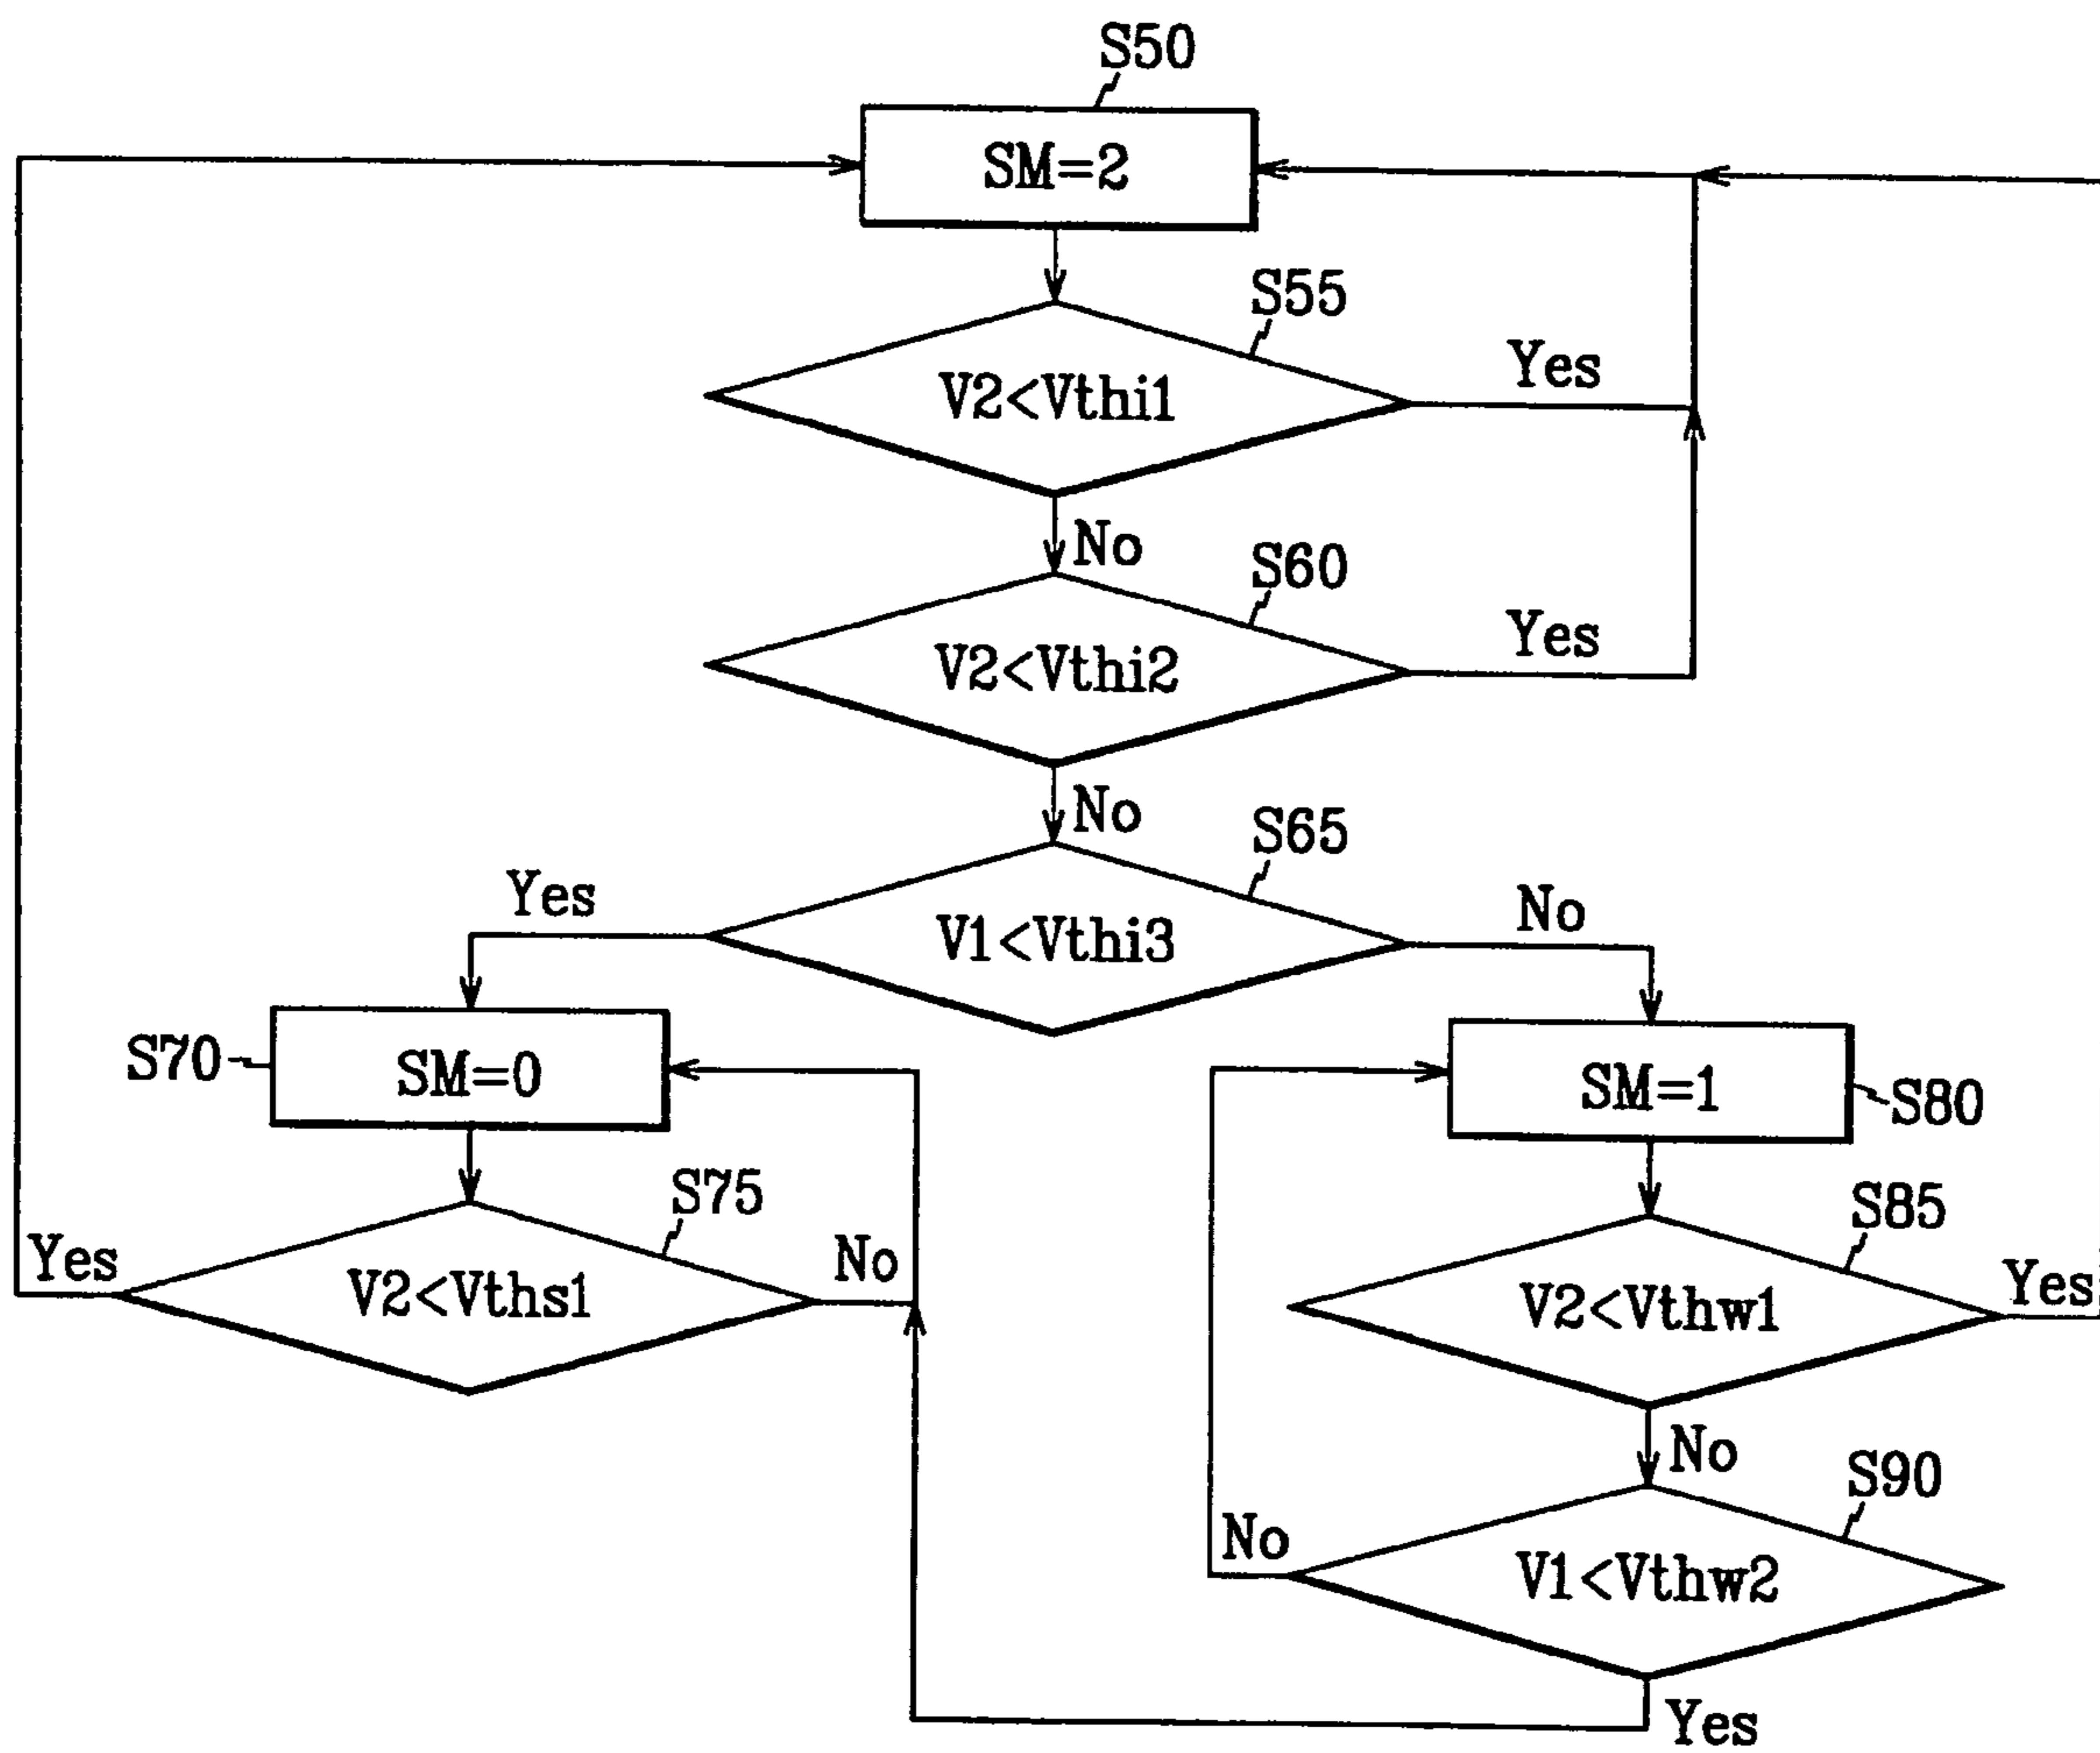 S50
SM=2
S55
V2<Vthi1
Yes
No
S60
V2<Vthi2
Yes
No
S65
V1<Vthi3
Yes
No
S70
SM=0
SM=1
S80
S75
V2<Vths1
Yes
No
S85
V2<Vthw1
Yes
No
S90
V1<Vthw2
No
Yes